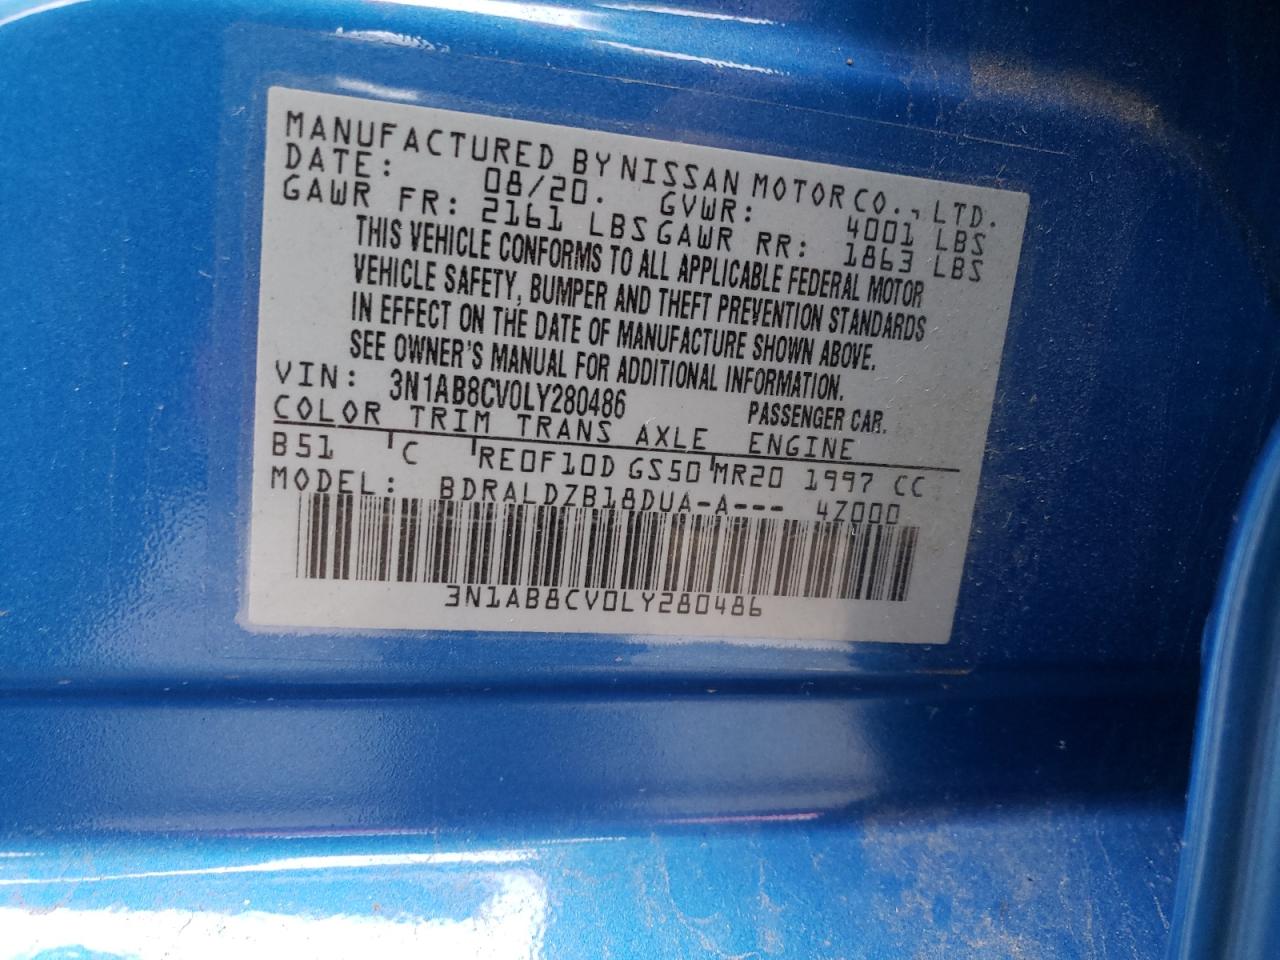 MANUFACTURED BY NISSAN MOTOR CO., LTD.
DATE: 08/20. GVWR: 4001 LBS
GAWR FR: 2161 LBS GAWR RR: 1863 LBS
THIS VEHICLE CONFORMS TO ALL APPLICABLE FEDERAL MOTOR
VEHICLE SAFETY, BUMPER AND THEFT PREVENTION STANDARDS
IN EFFECT ON THE DATE OF MANUFACTURE SHOWN ABOVE.
SEE OWNER'S MANUAL FOR ADDITIONAL INFORMATION.
VIN: 3N1AB8CV0LY280486 PASSENGER CAR.
COLOR TRIM TRANS AXLE ENGINE
B51 C RE0F10D GS50 MR20 1997 CC
MODEL: BDRALDZB18DUA-A--- 47000
3N1AB8CV0LY280486